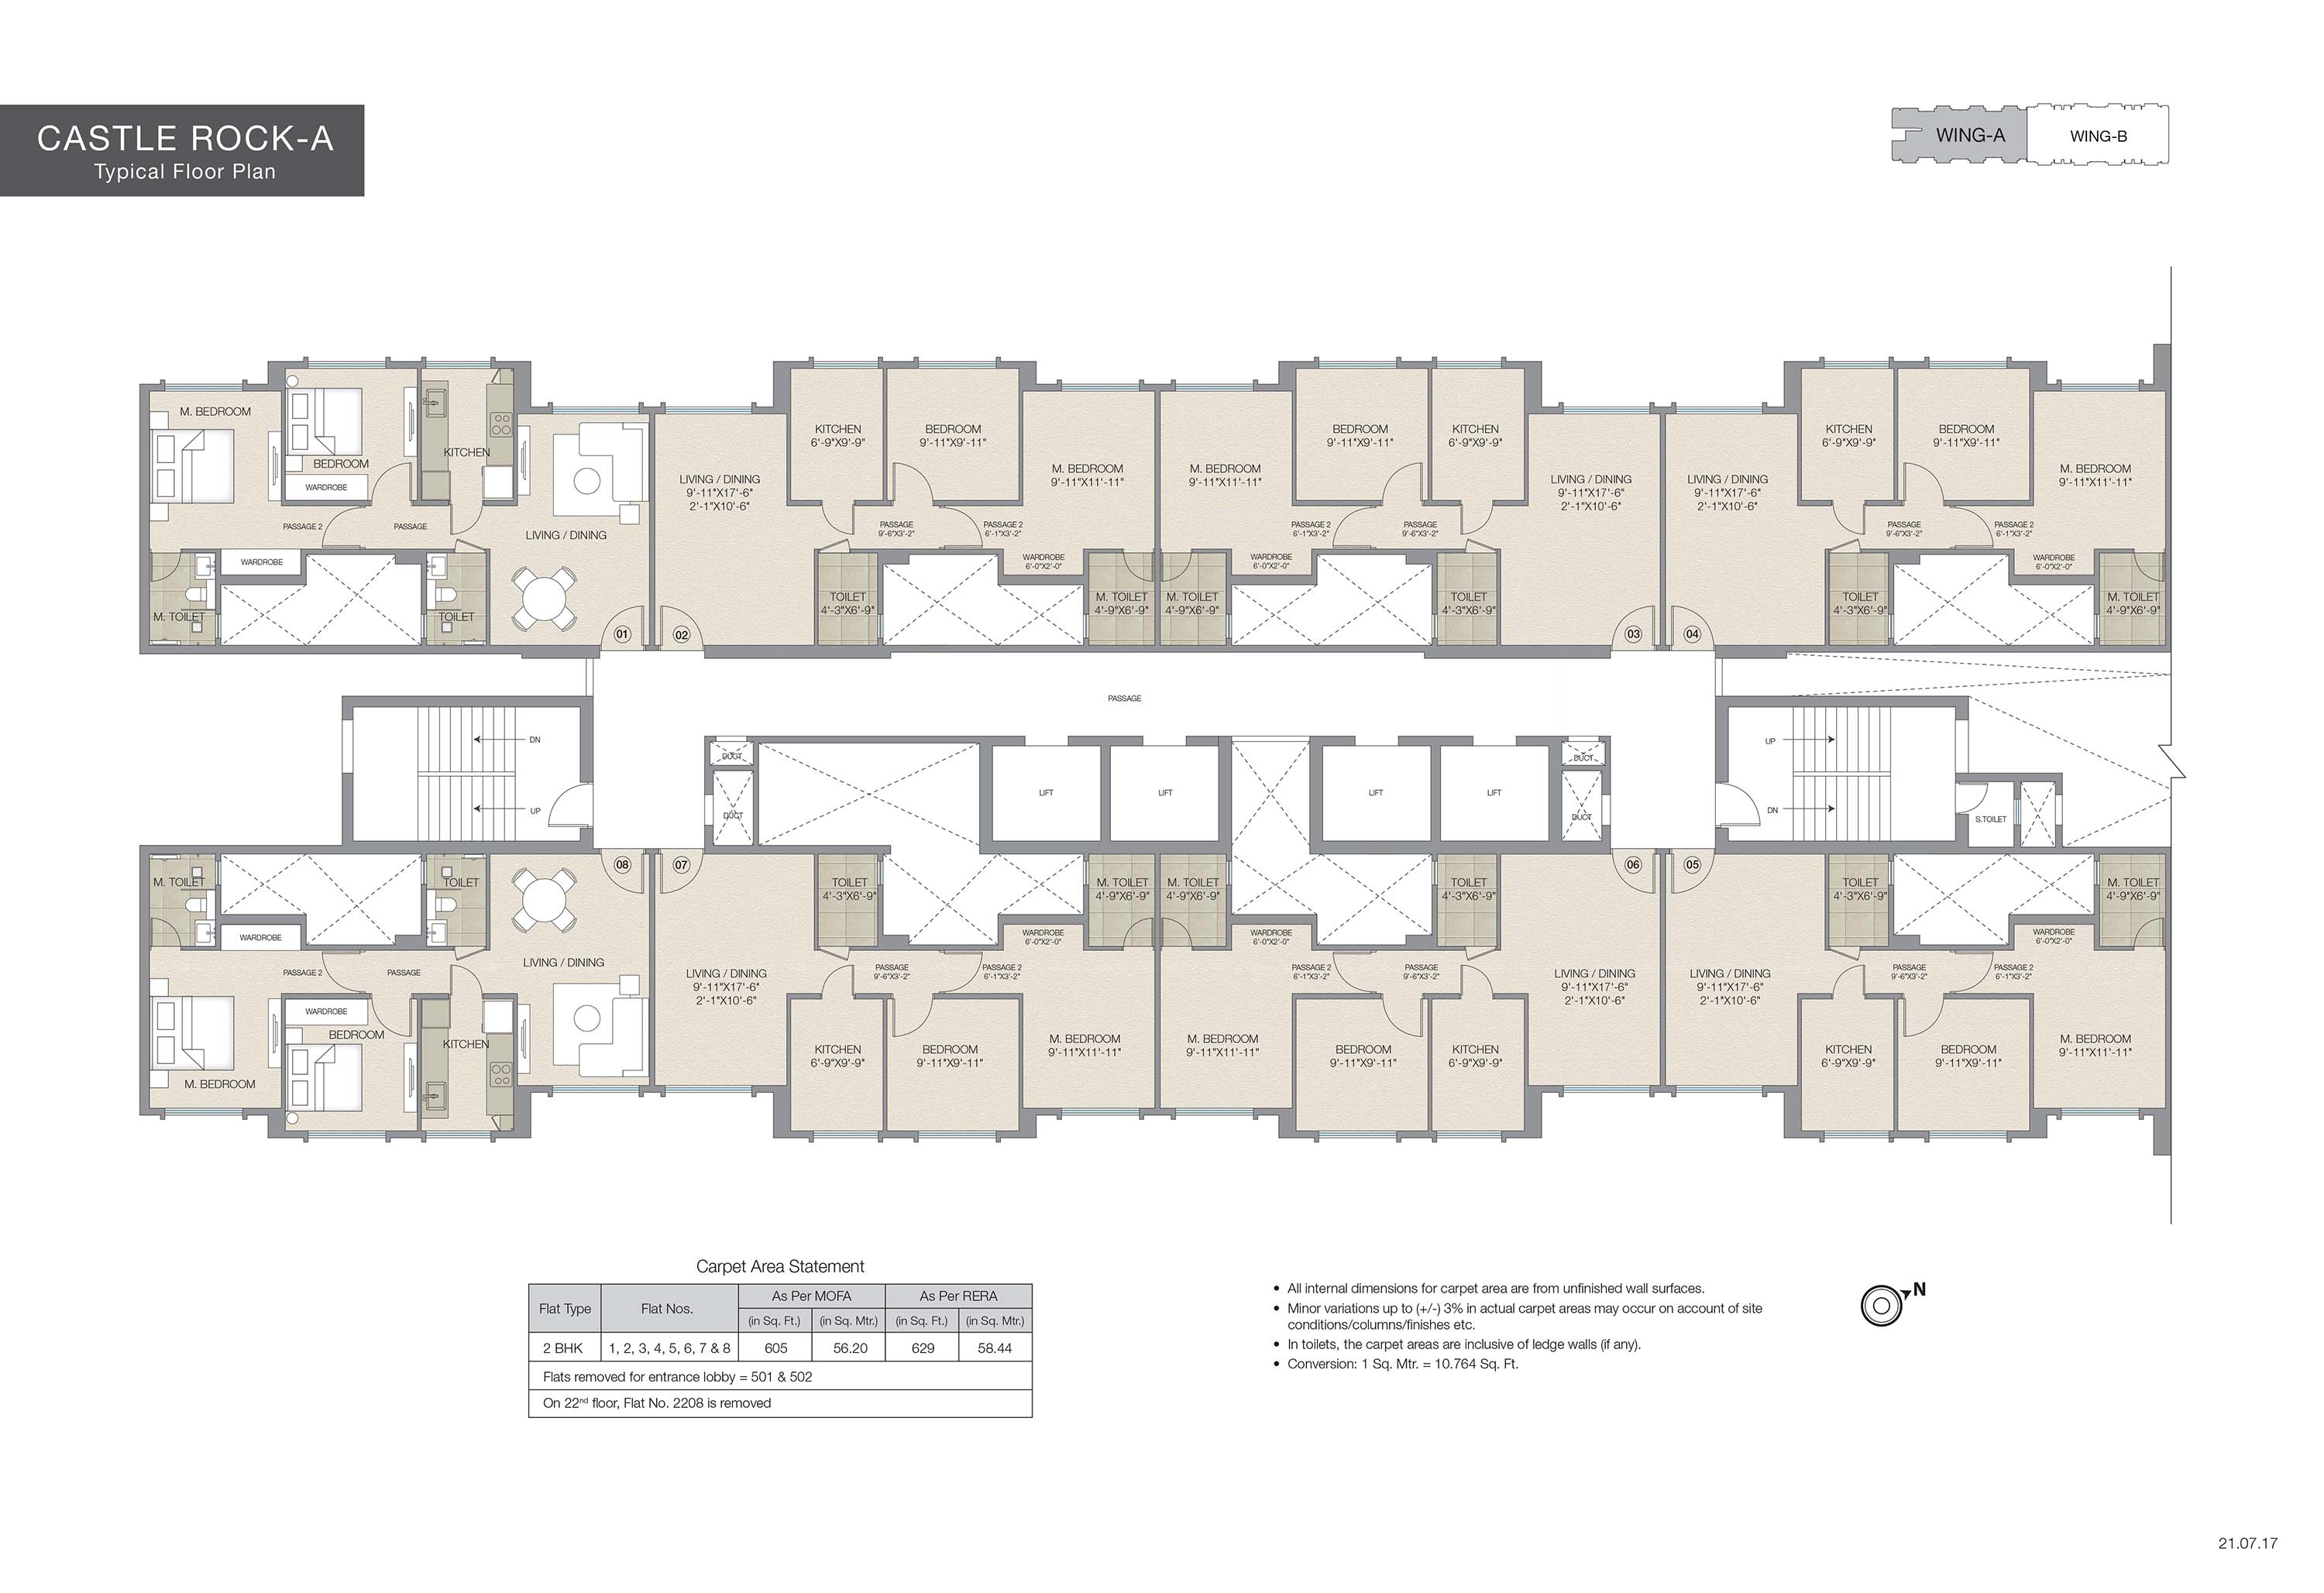 CASTLE ROCK-A
Typical Floor Plan
WING-A
WING-B
M. BEDROOM
BEDROOM
WARDROBE
KITCHEN
PASSAGE 2
PASSAGE
LIVING / DINING
WARDROBE
M. TOILET
TOILET
01
LIVING / DINING
9'-11"X17'-6"
2'-1"X10'-6"
KITCHEN
6'-9"X9'-9"
BEDROOM
9'-11"X9'-11"
M. BEDROOM
9'-11"X11'-11"
PASSAGE
9'-6"X3'-2"
PASSAGE 2
6'-1"X3'-2"
WARDROBE
6'-0"X2'-0"
TOILET
4'-3"X6'-9"
M. TOILET
4'-9"X6'-9"
02
M. BEDROOM
9'-11"X11'-11"
BEDROOM
9'-11"X9'-11"
KITCHEN
6'-9"X9'-9"
LIVING / DINING
9'-11"X17'-6"
2'-1"X10'-6"
PASSAGE 2
6'-1"X3'-2"
PASSAGE
9'-6"X3'-2"
WARDROBE
6'-0"X2'-0"
M. TOILET
4'-9"X6'-9"
TOILET
4'-3"X6'-9"
03
LIVING / DINING
9'-11"X17'-6"
2'-1"X10'-6"
KITCHEN
6'-9"X9'-9"
BEDROOM
9'-11"X9'-11"
M. BEDROOM
9'-11"X11'-11"
PASSAGE
9'-6"X3'-2"
PASSAGE 2
6'-1"X3'-2"
WARDROBE
6'-0"X2'-0"
TOILET
4'-3"X6'-9"
M. TOILET
4'-9"X6'-9"
04
PASSAGE
DN
UP
DUCT
DUCT
LIFT
LIFT
LIFT
LIFT
DUCT
DUCT
UP
DN
S.TOILET
M. TOILET
TOILET
08
WARDROBE
LIVING / DINING
PASSAGE 2
PASSAGE
WARDROBE
BEDROOM
KITCHEN
M. BEDROOM
07
TOILET
4'-3"X6'-9"
M. TOILET
4'-9"X6'-9"
WARDROBE
6'-0"X2'-0"
PASSAGE
9'-6"X3'-2"
PASSAGE 2
6'-1"X3'-2"
LIVING / DINING
9'-11"X17'-6"
2'-1"X10'-6"
KITCHEN
6'-9"X9'-9"
BEDROOM
9'-11"X9'-11"
M. BEDROOM
9'-11"X11'-11"
M. TOILET
4'-9"X6'-9"
TOILET
4'-3"X6'-9"
06
WARDROBE
6'-0"X2'-0"
PASSAGE 2
6'-1"X3'-2"
PASSAGE
9'-6"X3'-2"
LIVING / DINING
9'-11"X17'-6"
2'-1"X10'-6"
M. BEDROOM
9'-11"X11'-11"
BEDROOM
9'-11"X9'-11"
KITCHEN
6'-9"X9'-9"
05
TOILET
4'-3"X6'-9"
M. TOILET
4'-9"X6'-9"
WARDROBE
6'-0"X2'-0"
PASSAGE
9'-6"X3'-2"
PASSAGE 2
6'-1"X3'-2"
LIVING / DINING
9'-11"X17'-6"
2'-1"X10'-6"
KITCHEN
6'-9"X9'-9"
BEDROOM
9'-11"X9'-11"
M. BEDROOM
9'-11"X11'-11"
Carpet Area Statement
Flat Type Flat Nos. As Per MOFA As Per RERA
(in Sq. Ft.) (in Sq. Mtr.) (in Sq. Ft.) (in Sq. Mtr.)
2 BHK 1, 2, 3, 4, 5, 6, 7 & 8 605 56.20 629 58.44
Flats removed for entrance lobby = 501 & 502
On 22nd floor, Flat No. 2208 is removed
• All internal dimensions for carpet area are from unfinished wall surfaces.
• Minor variations up to (+/-) 3% in actual carpet areas may occur on account of site
conditions/columns/finishes etc.
• In toilets, the carpet areas are inclusive of ledge walls (if any).
• Conversion: 1 Sq. Mtr. = 10.764 Sq. Ft.
N
21.07.17